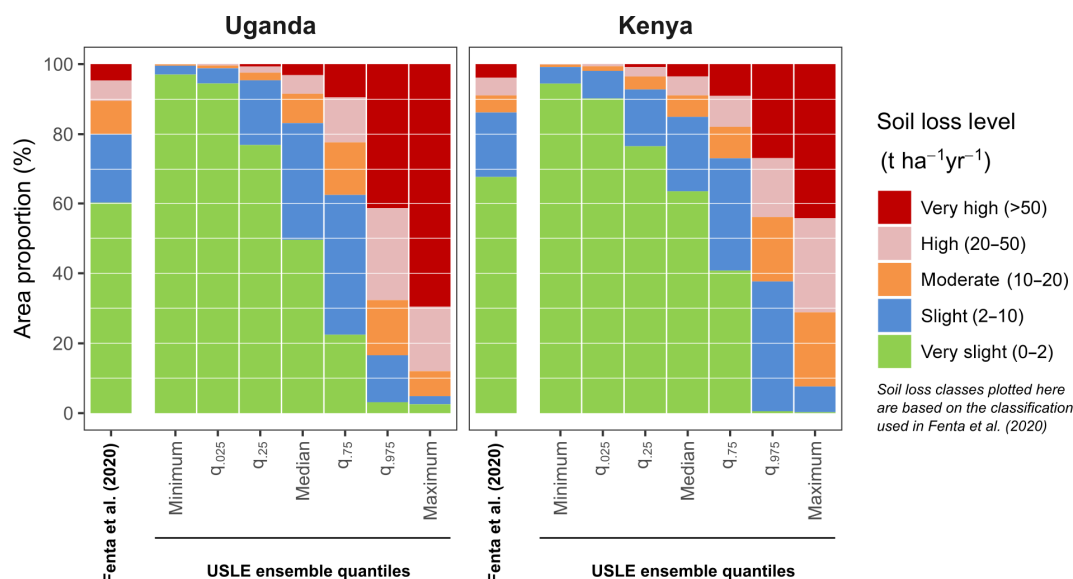 Uganda
Kenya
Area proportion (%)
100
80
60
40
20
0
Fenta et al. (2020)
Minimum
q.025
q.25
Median
q.75
q.975
Maximum
USLE ensemble quantiles
Fenta et al. (2020)
Minimum
q.025
q.25
Median
q.75
q.975
Maximum
USLE ensemble quantiles
Soil loss level
(t ha⁻¹yr⁻¹)
Very high (>50)
High (20–50)
Moderate (10–20)
Slight (2–10)
Very slight (0–2)
Soil loss classes plotted here
are based on the classification
used in Fenta et al. (2020)